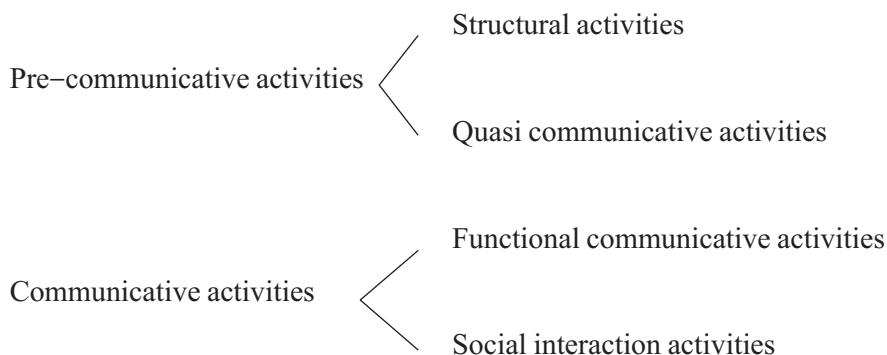 Structural activities
Pre−communicative activities
Quasi communicative activities
Functional communicative activities
Communicative activities
Social interaction activities